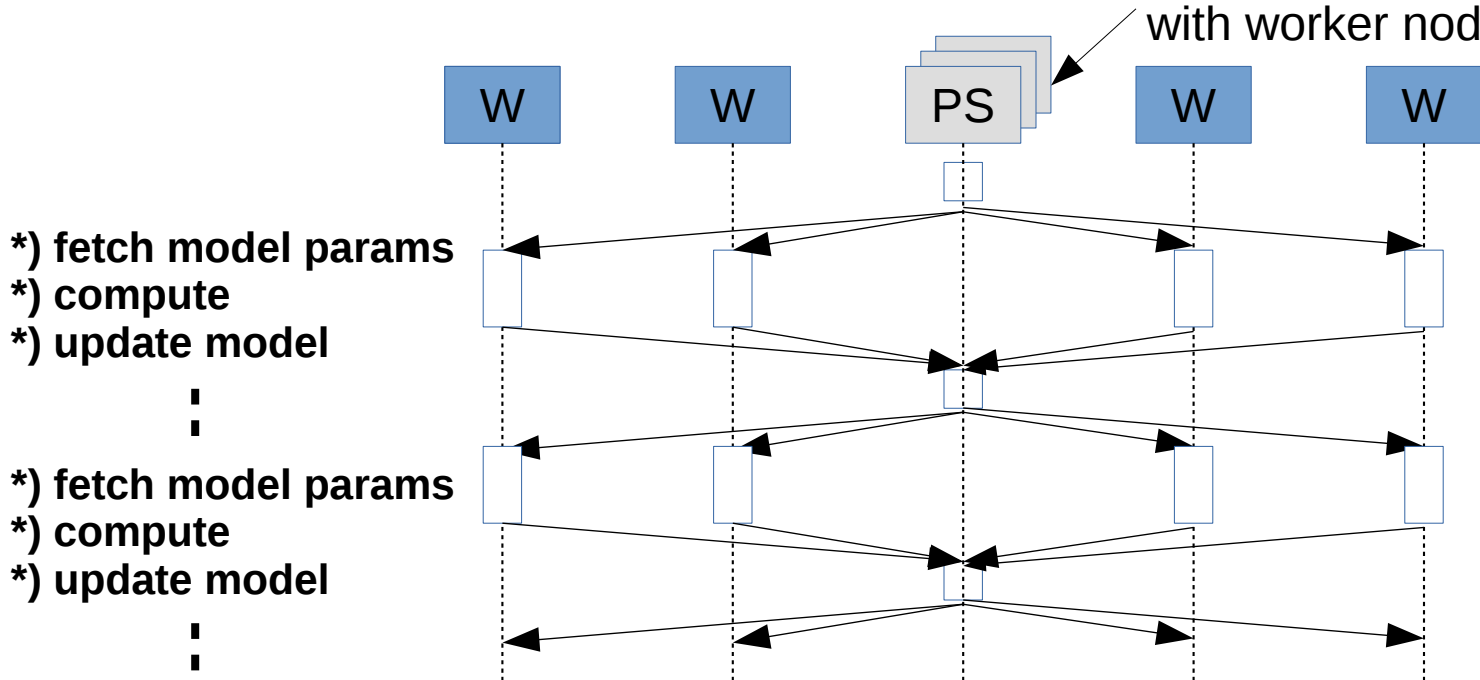 with worker nod
W
W
PS
W
W
*) fetch model params
*) compute
*) update model
*) fetch model params
*) compute
*) update model